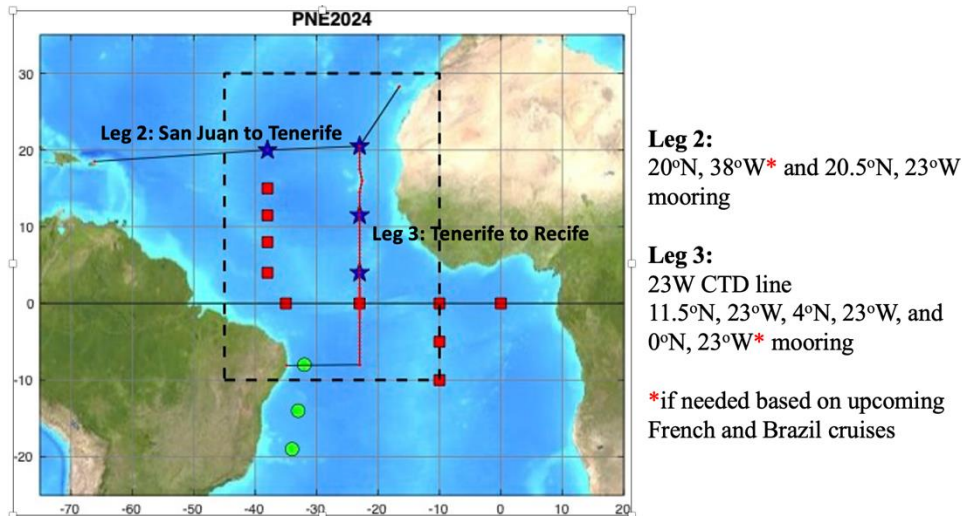 PNE2024
30
20
10
0
-10
-20
-70
-60
-50
-40
-30
-20
-10
0
10
20
Leg 2: San Juan to Tenerife
Leg 3: Tenerife to Recife
Leg 2:
20°N, 38°W* and 20.5°N, 23°W
mooring
Leg 3:
23W CTD line
11.5°N, 23°W, 4°N, 23°W, and
0°N, 23°W* mooring
*if needed based on upcoming
French and Brazil cruises